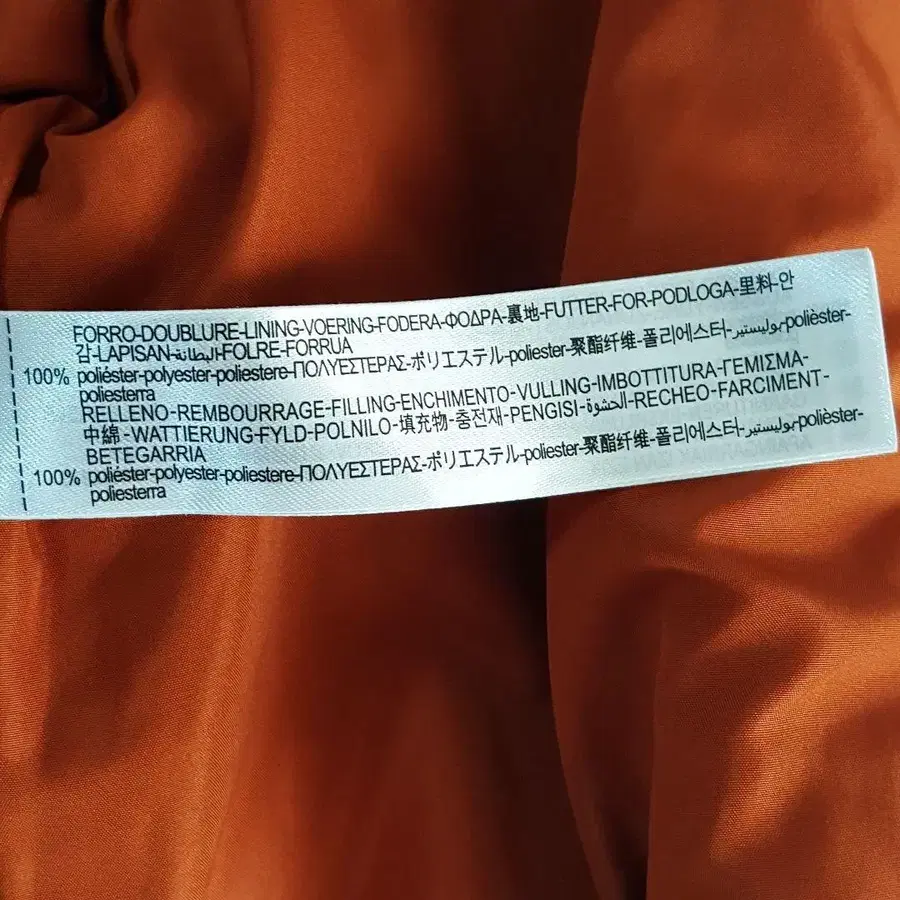 FORRO-DOUBLURE-LINING-VOERING-FODERA-ΦΟΔΡΑ-裏地-FUTTER-FOR-PODLOGA-里料-안
감-LAPISAN-البطانة-FOLRE-FORRUA
100% poliéster-polyester-poliestere-ΠΟΛΥΕΣΤΕΡΑΣ-ポリエステル-poliester-聚酯纤维-폴리에스터-بوليستير-polièster-
poliesterra
RELLENO-REMBOURRAGE-FILLING-ENCHIMENTO-VULLING-IMBOTTITURA-ΓΕΜΙΣΜΑ-
中綿-WATTIERUNG-FYLD-POLNILO-填充物-충전재-PENGISI-الحشوة-RECHEO-FARCIMENT-
BETEGARRIA
100% poliéster-polyester-poliestere-ΠΟΛΥΕΣΤΕΡΑΣ-ポリエステル-poliester-聚酯纤维-폴리에스터-بوليستير-polièster-
poliesterra